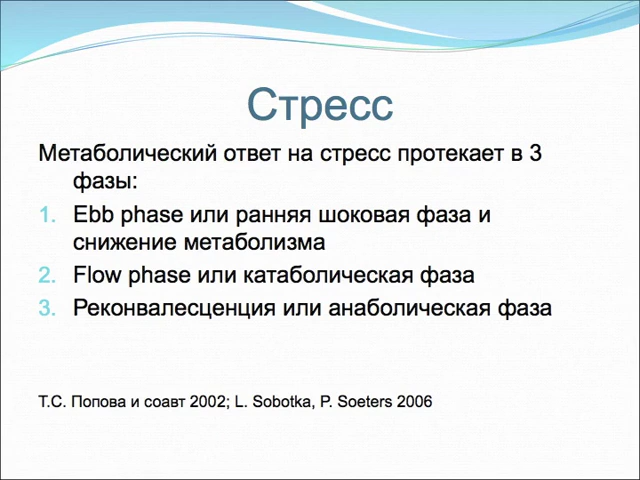 Стресс
Метаболический ответ на стресс протекает в 3
фазы:
1. Ebb phase или ранняя шоковая фаза и
снижение метаболизма
2. Flow phase или катаболическая фаза
3. Реконвалесценция или анаболическая фаза
Т.С. Попова и соавт 2002; L. Sobotka, P. Soeters 2006